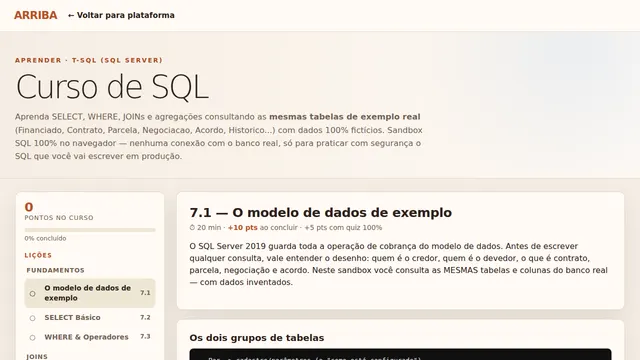 ARRIBA ← Voltar para plataforma
APRENDER · T-SQL (SQL SERVER)
Curso de SQL
Aprenda SELECT, WHERE, JOINs e agregações consultando as mesmas tabelas de exemplo real
(Financiado, Contrato, Parcela, Negociacao, Acordo, Historico...) com dados 100% fictícios. Sandbox
SQL 100% no navegador — nenhuma conexão com o banco real, só para praticar com segurança o
SQL que você vai escrever em produção.
0
PONTOS NO CURSO
0% concluído
LIÇÕES
FUNDAMENTOS
O modelo de dados de
exemplo
7.1
SELECT Básico 7.2
WHERE & Operadores 7.3
JOINS
7.1 — O modelo de dados de exemplo
⏱ 20 min · +10 pts ao concluir · +5 pts com quiz 100%
O SQL Server 2019 guarda toda a operação de cobrança do modelo de dados. Antes de escrever
qualquer consulta, vale entender o desenho: quem é o credor, quem é o devedor, o que é contrato,
parcela, negociação e acordo. Neste sandbox você consulta as MESMAS tabelas e colunas do banco real
— com dados inventados.
Os dois grupos de tabelas